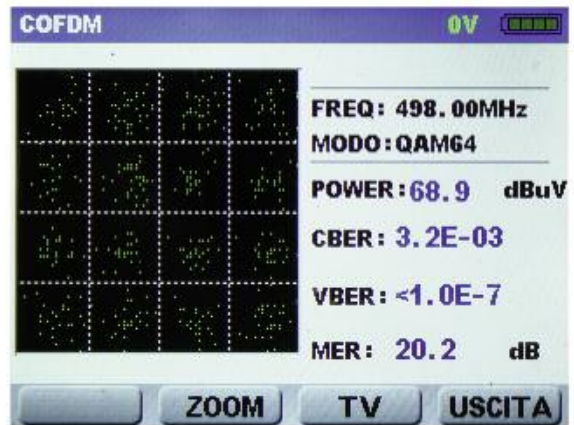 COFDM 0V
FREQ: 498.00MHz
MODO:QAM64
POWER:68.9 dBuV
CBER: 3.2E-03
VBER: <1.0E-7
MER: 20.2 dB
ZOOM TV USCITA